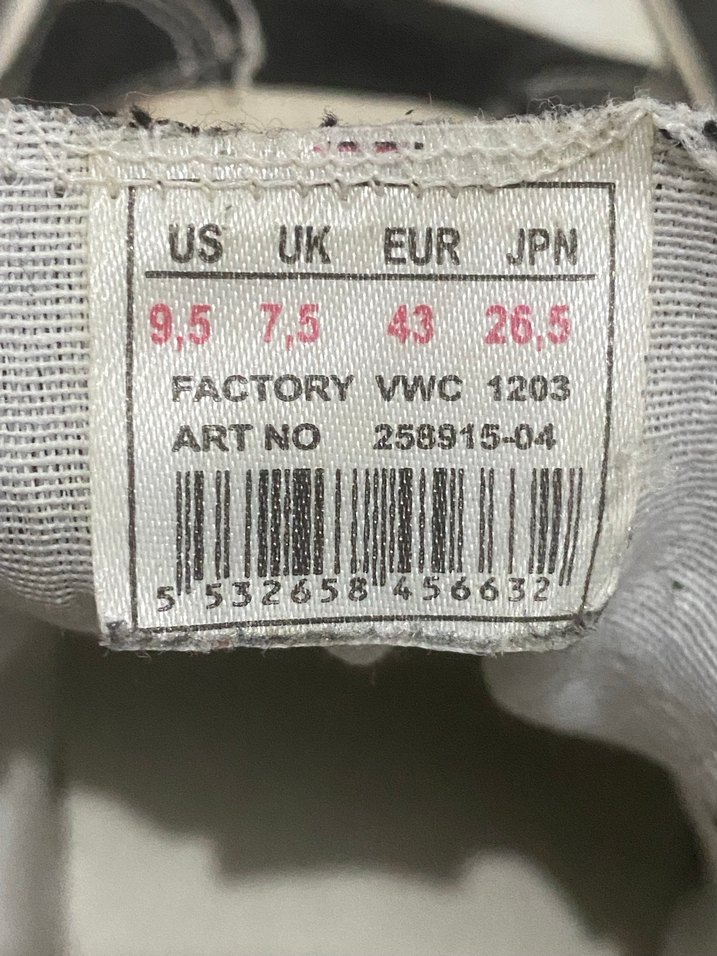 US UK EUR JPN
9,5 7,5 43 26,5
FACTORY VWC 1203
ART NO 258915-04
5 532658 456632